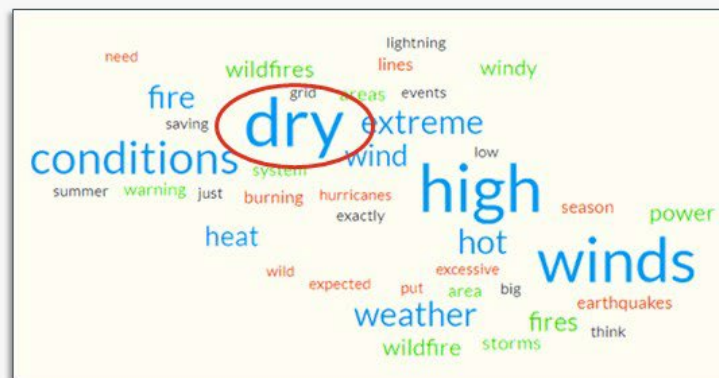 lightning
need lines
wildfires windy
fire grid areas events
saving dry extreme
conditions wind low
system
summer warning just burning hurricanes high season
exactly power
heat hot winds
wild excessive
expected put area big earthquakes
weather fires think
wildfire storms